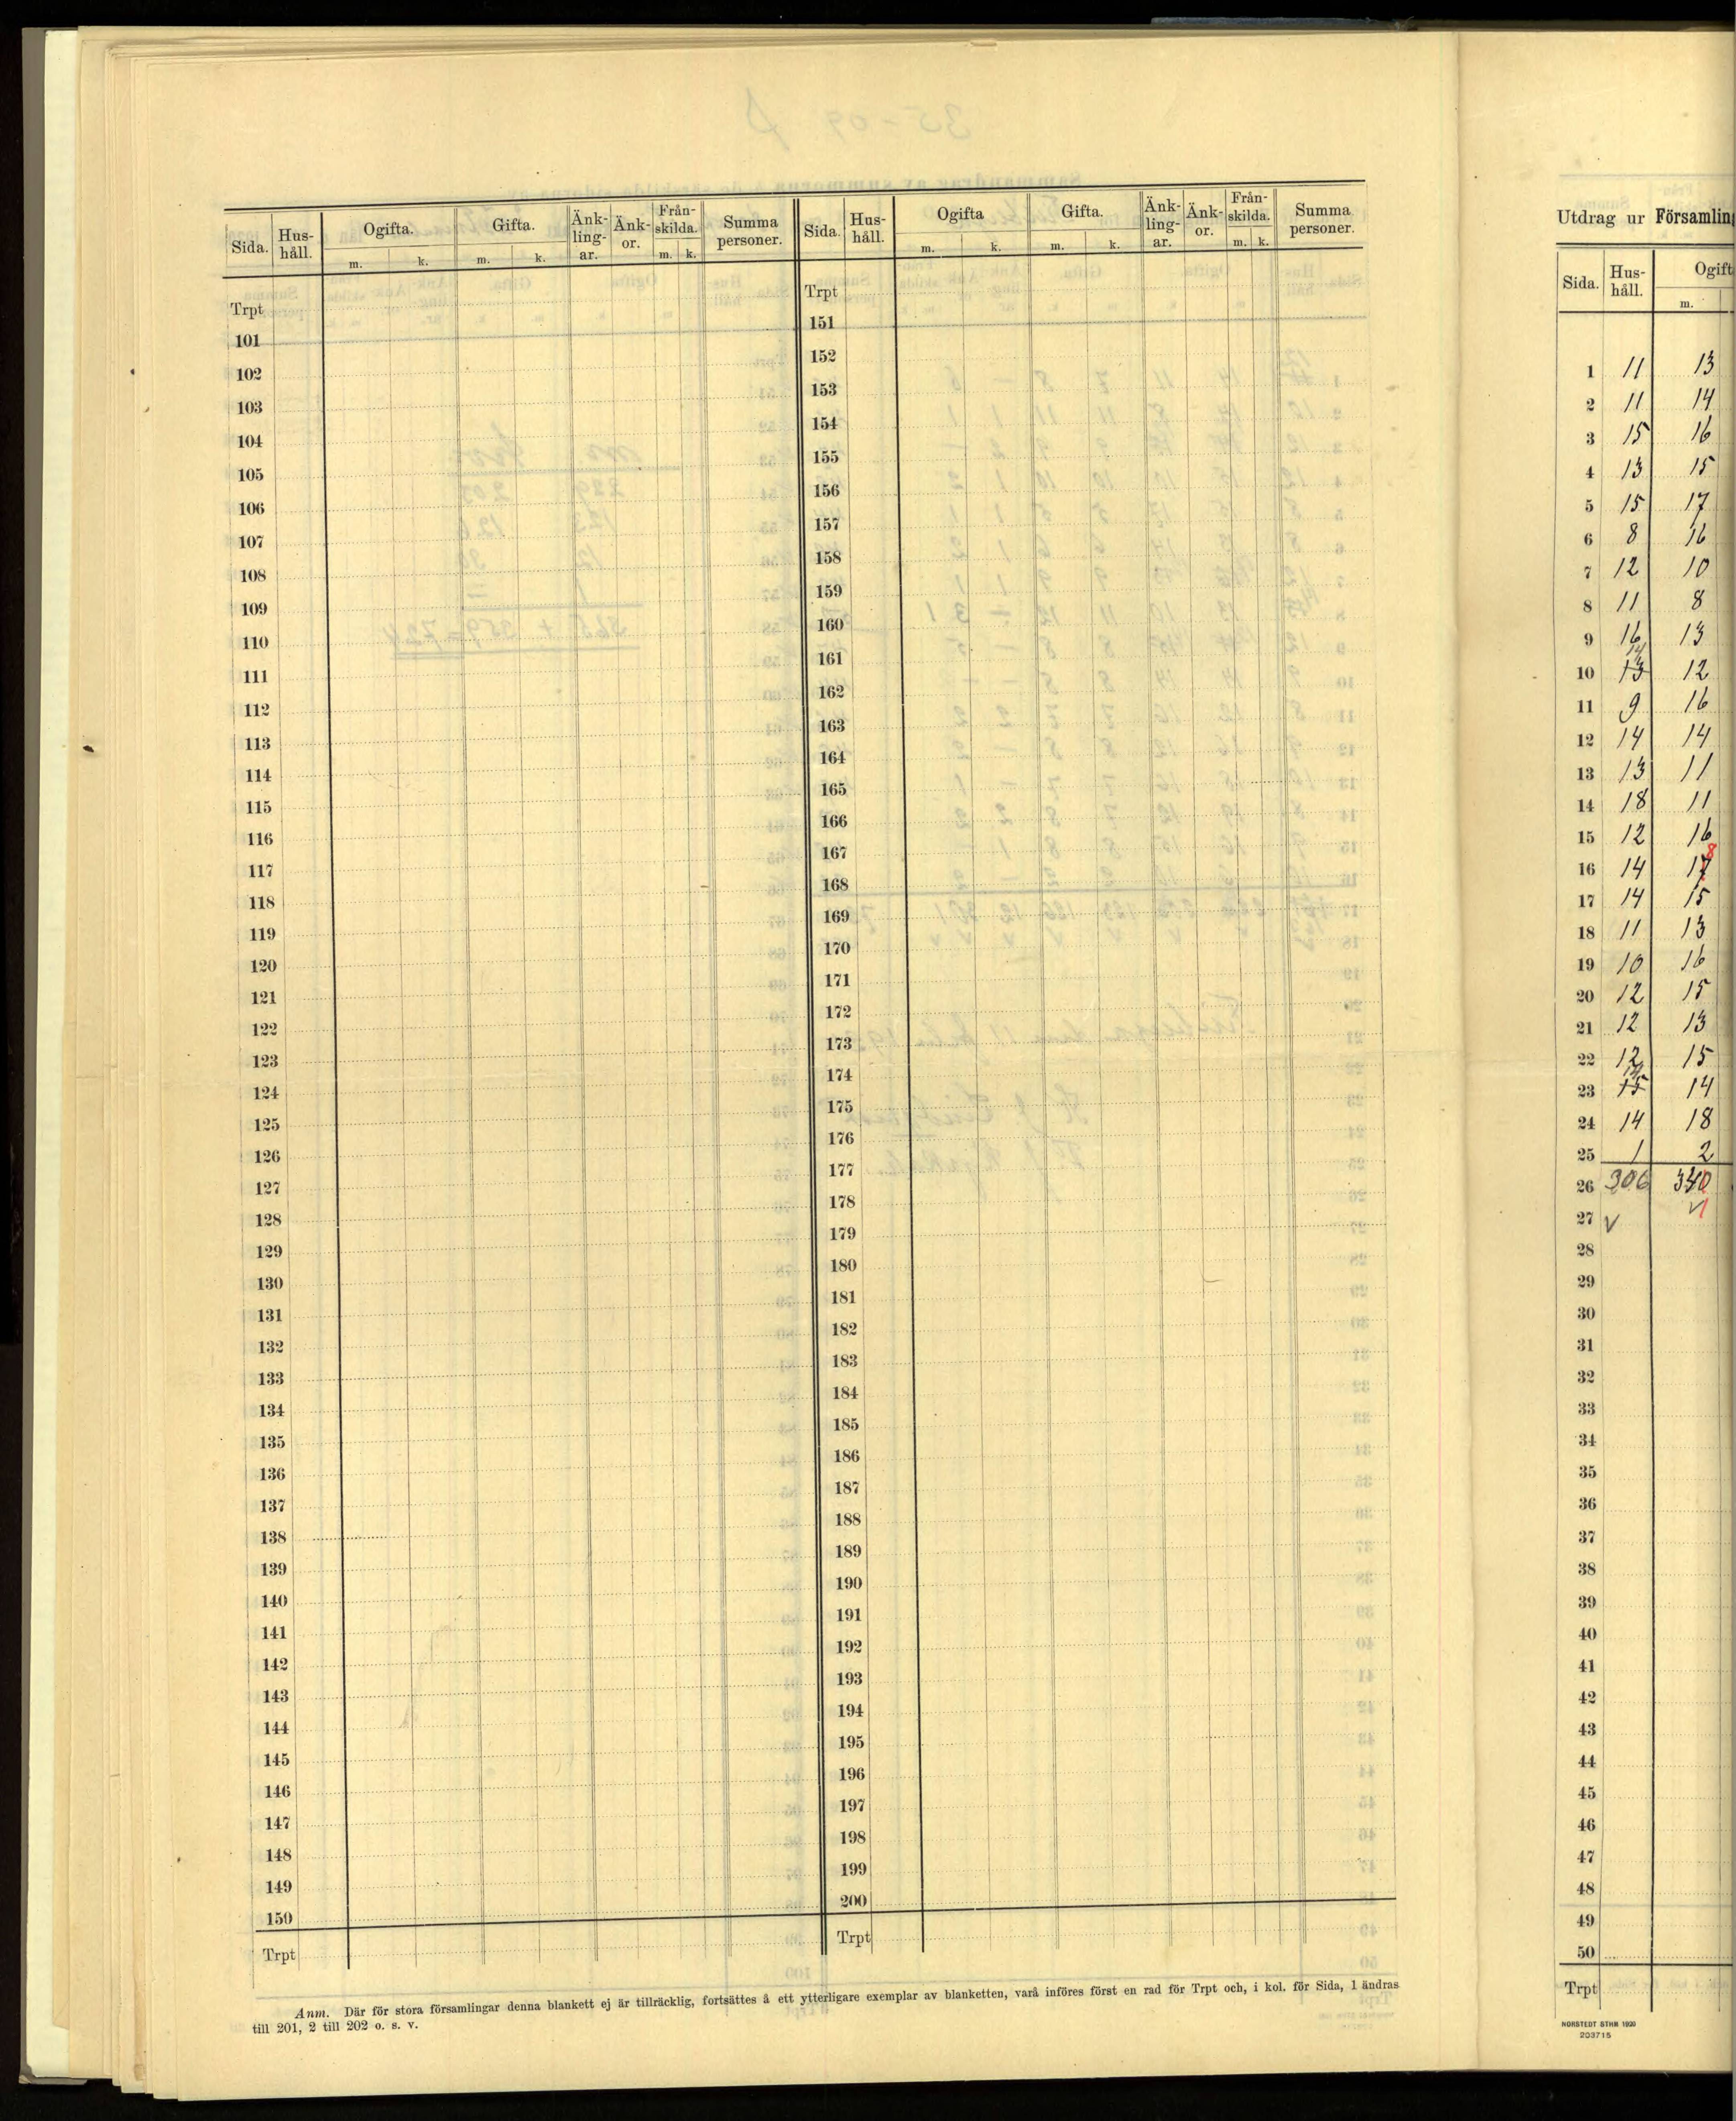 Sida. Hus-håll. Ogifta. m. k. Gifta. m. k. Änk-ling-ar. Änk-or. Från-skilda. m. k. Summa personer. Sida. Hus-håll. Ogifta m. k. Gifta. m. k. Änk-ling-ar. Änk-or. Från-skilda. m. k. Summa personer.
Trpt Trpt
101 151
102 152
103 153
104 154
105 155
106 156
107 157
108 158
109 159
110 160
111 161
112 162
113 163
114 164
115 165
116 166
117 167
118 168
119 169
120 170
121 171
122 172
123 173
124 174
125 175
126 176
127 177
128 178
129 179
130 180
131 181
132 182
133 183
134 184
135 185
136 186
137 187
138 188
139 189
140 190
141 191
142 192
143 193
144 194
145 195
146 196
147 197
148 198
149 199
150 200
Trpt Trpt
Anm. Där för stora församlingar denna blankett ej är tillräcklig, fortsättes å ett ytterligare exemplar av blanketten, varå införes först en rad för Trpt och, i kol. för Sida, 1 ändras
till 201, 2 till 202 o. s. v.
Utdrag ur Församling
Sida. Hus-håll. Ogift m.
1 11 13
2 11 14
3 15 16
4 13 15
5 15 17
6 8 16
7 12 10
8 11 8
9 16 13
10 14 13 12
11 9 16
12 14 14
13 13 11
14 18 11
15 12 16
16 14 17 8
17 14 15
18 11 13
19 10 16
20 12 15
21 12 13
22 12 15
23 15 14
24 14 18
25 1 2
26 306 340
27 V 1
28
29
30
31
32
33
34
35
36
37
38
39
40
41
42
43
44
45
46
47
48
49
50
Trpt
NORSTEDT STHM 1930
203715